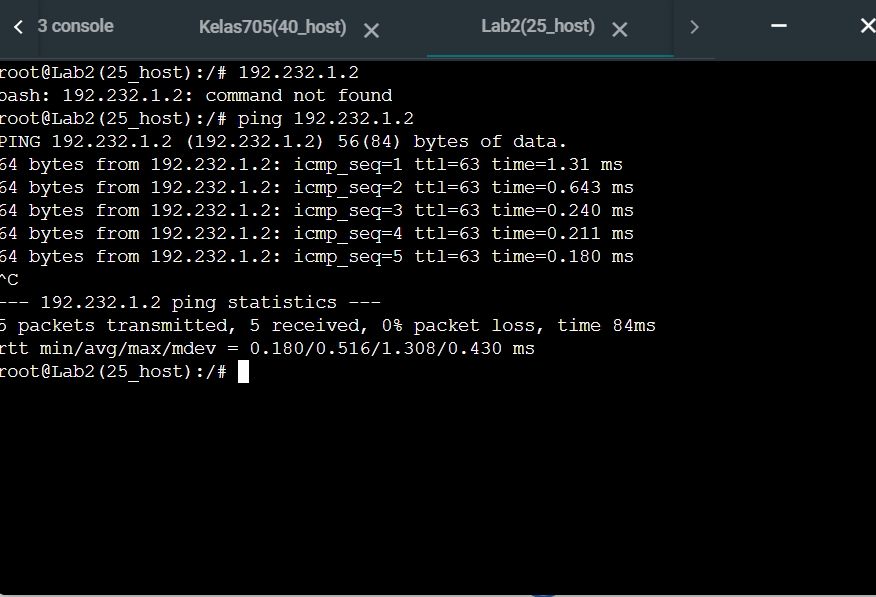 3 console
Kelas705(40_host)
Lab2(25_host)
root@Lab2(25_host):/# 192.232.1.2
bash: 192.232.1.2: command not found
root@Lab2(25_host):/# ping 192.232.1.2
PING 192.232.1.2 (192.232.1.2) 56(84) bytes of data.
64 bytes from 192.232.1.2: icmp_seq=1 ttl=63 time=1.31 ms
64 bytes from 192.232.1.2: icmp_seq=2 ttl=63 time=0.643 ms
64 bytes from 192.232.1.2: icmp_seq=3 ttl=63 time=0.240 ms
64 bytes from 192.232.1.2: icmp_seq=4 ttl=63 time=0.211 ms
64 bytes from 192.232.1.2: icmp_seq=5 ttl=63 time=0.180 ms
^C
--- 192.232.1.2 ping statistics ---
5 packets transmitted, 5 received, 0% packet loss, time 84ms
rtt min/avg/max/mdev = 0.180/0.516/1.308/0.430 ms
root@Lab2(25_host):/#